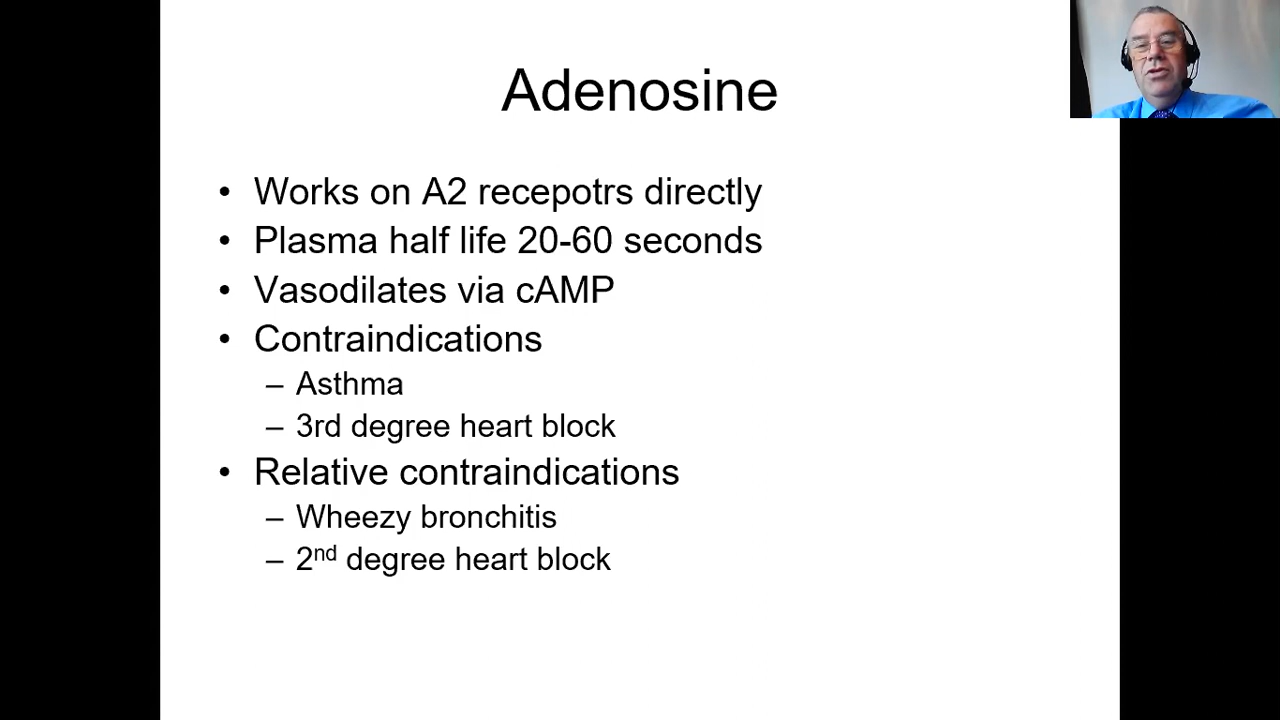 Adenosine
• Works on A2 recepotrs directly
• Plasma half life 20-60 seconds
• Vasodilates via cAMP
• Contraindications
– Asthma
– 3rd degree heart block
• Relative contraindications
– Wheezy bronchitis
– 2nd degree heart block